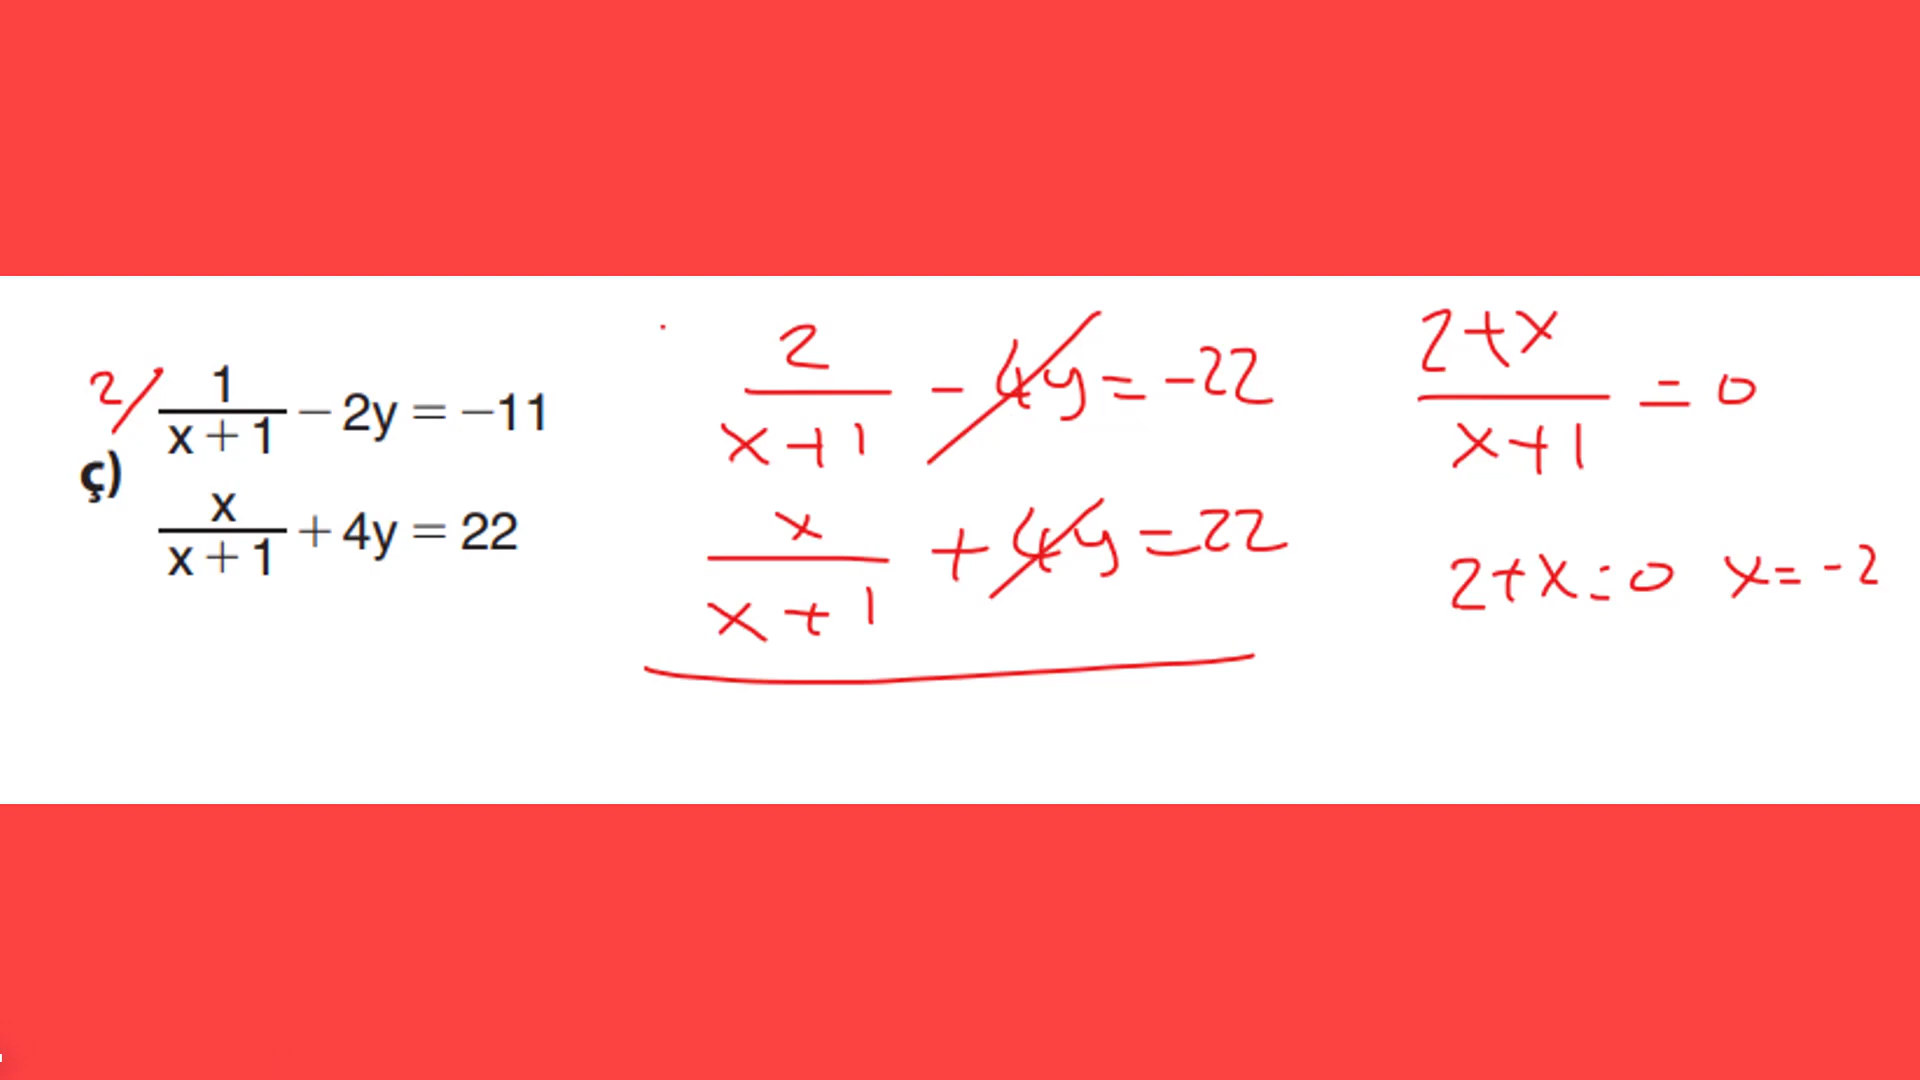 2/ 1/(x+1) − 2y = −11
ç)
x/(x+1) + 4y = 22
2/(x+1) - 4y = -22
x/(x+1) + 4y = 22
(2+x)/(x+1) = 0
2+x=0 x=-2